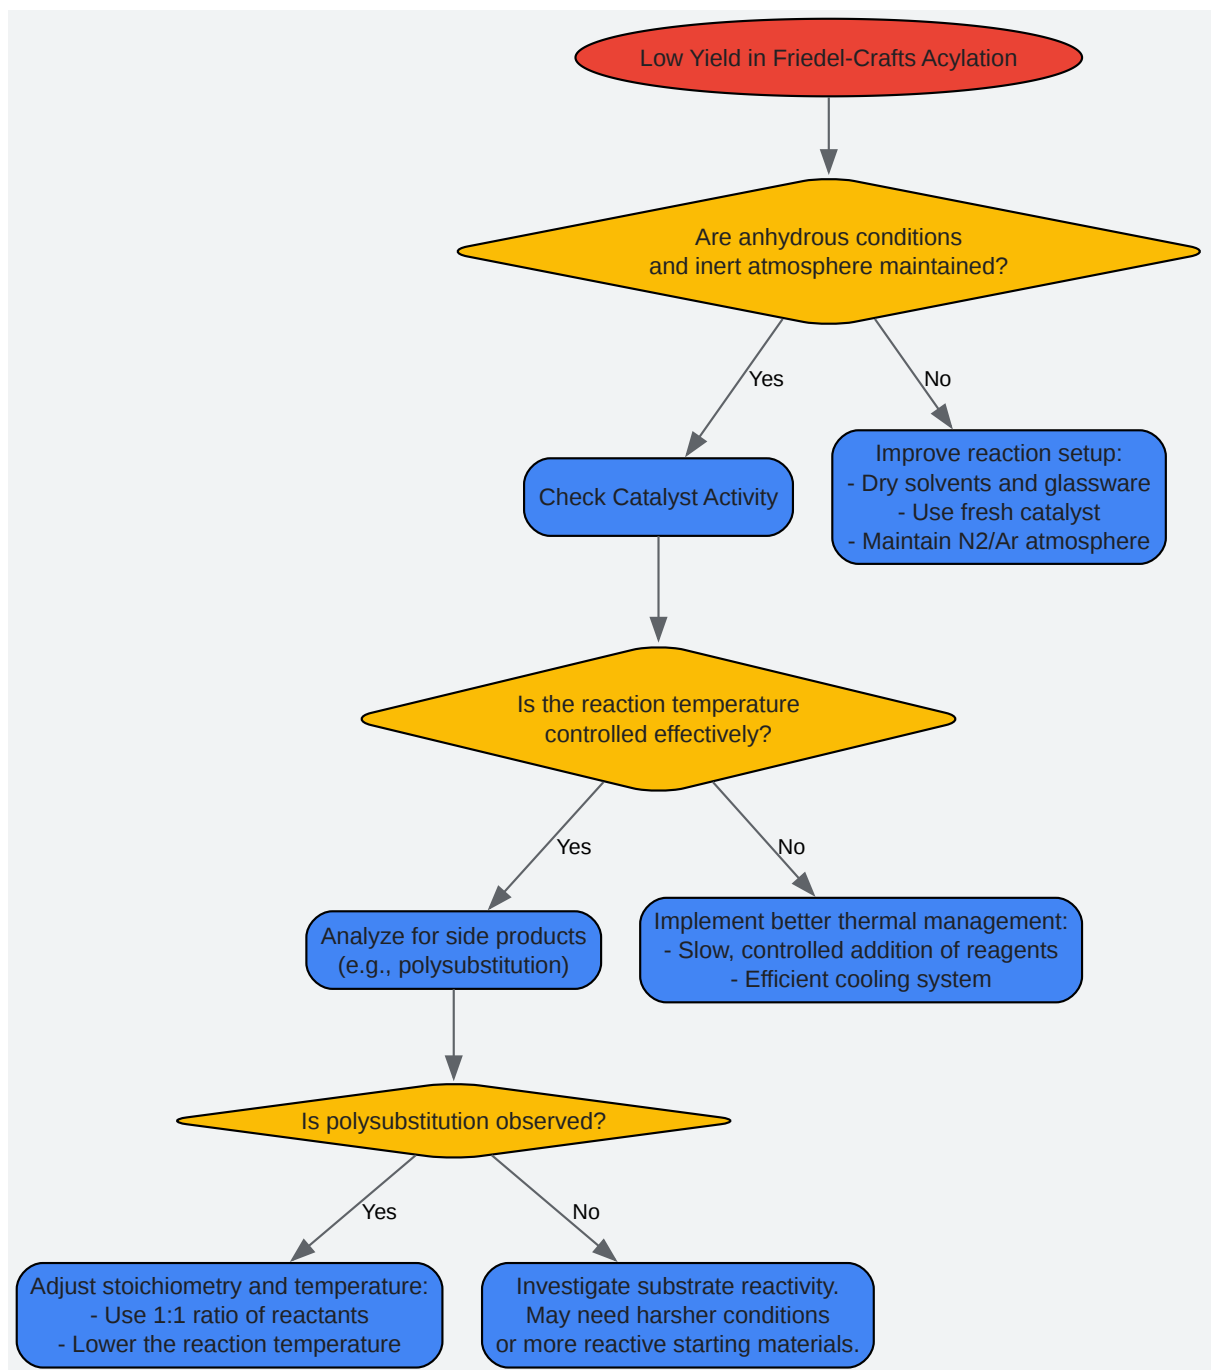 Low Yield in Friedel-Crafts Acylation
Are anhydrous conditions
and inert atmosphere maintained?
Yes
No
Check Catalyst Activity
Improve reaction setup:
- Dry solvents and glassware
- Use fresh catalyst
- Maintain N2/Ar atmosphere
Is the reaction temperature
controlled effectively?
Yes
No
Analyze for side products
(e.g., polysubstitution)
Implement better thermal management:
- Slow, controlled addition of reagents
- Efficient cooling system
Is polysubstitution observed?
Yes
No
Adjust stoichiometry and temperature:
- Use 1:1 ratio of reactants
- Lower the reaction temperature
Investigate substrate reactivity.
May need harsher conditions
or more reactive starting materials.